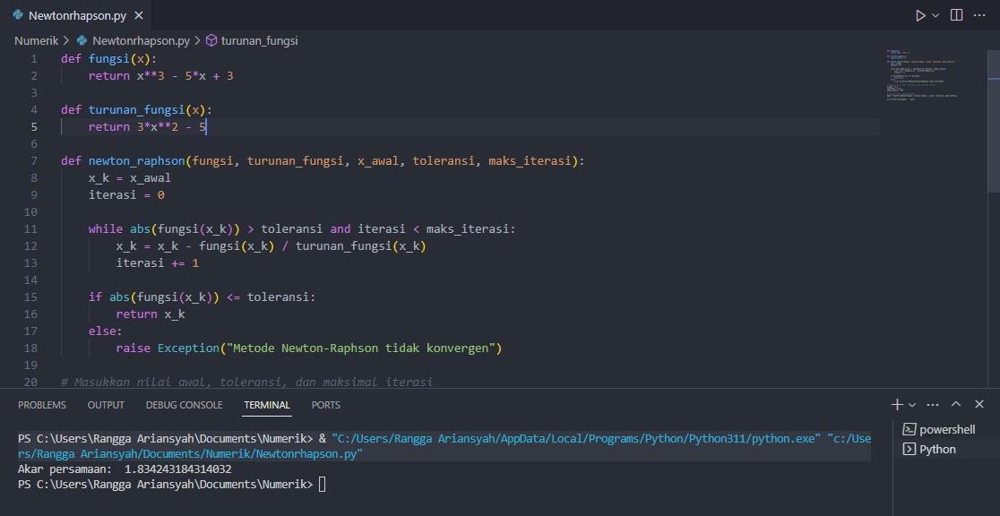 Newtonrhapson.py
Numerik > Newtonrhapson.py > turunan_fungsi
1 def fungsi(x):
2 return x**3 - 5*x + 3
3
4 def turunan_fungsi(x):
5 return 3*x**2 - 5
6
7 def newton_raphson(fungsi, turunan_fungsi, x_awal, toleransi, maks_iterasi):
8 x_k = x_awal
9 iterasi = 0
10
11 while abs(fungsi(x_k)) > toleransi and iterasi < maks_iterasi:
12 x_k = x_k - fungsi(x_k) / turunan_fungsi(x_k)
13 iterasi += 1
14
15 if abs(fungsi(x_k)) <= toleransi:
16 return x_k
17 else:
18 raise Exception("Metode Newton-Raphson tidak konvergen")
19
20 # Masukkan nilai awal, toleransi, dan maksimal iterasi
PROBLEMS OUTPUT DEBUG CONSOLE TERMINAL PORTS
PS C:\Users\Rangga Ariansyah\Documents\Numerik> & "C:/Users/Rangga Ariansyah/AppData/Local/Programs/Python/Python311/python.exe" "c:/Use
rs/Rangga Ariansyah/Documents/Numerik/Newtonrhapson.py"
Akar persamaan:  1.834243184314032
PS C:\Users\Rangga Ariansyah\Documents\Numerik>
powershell
Python